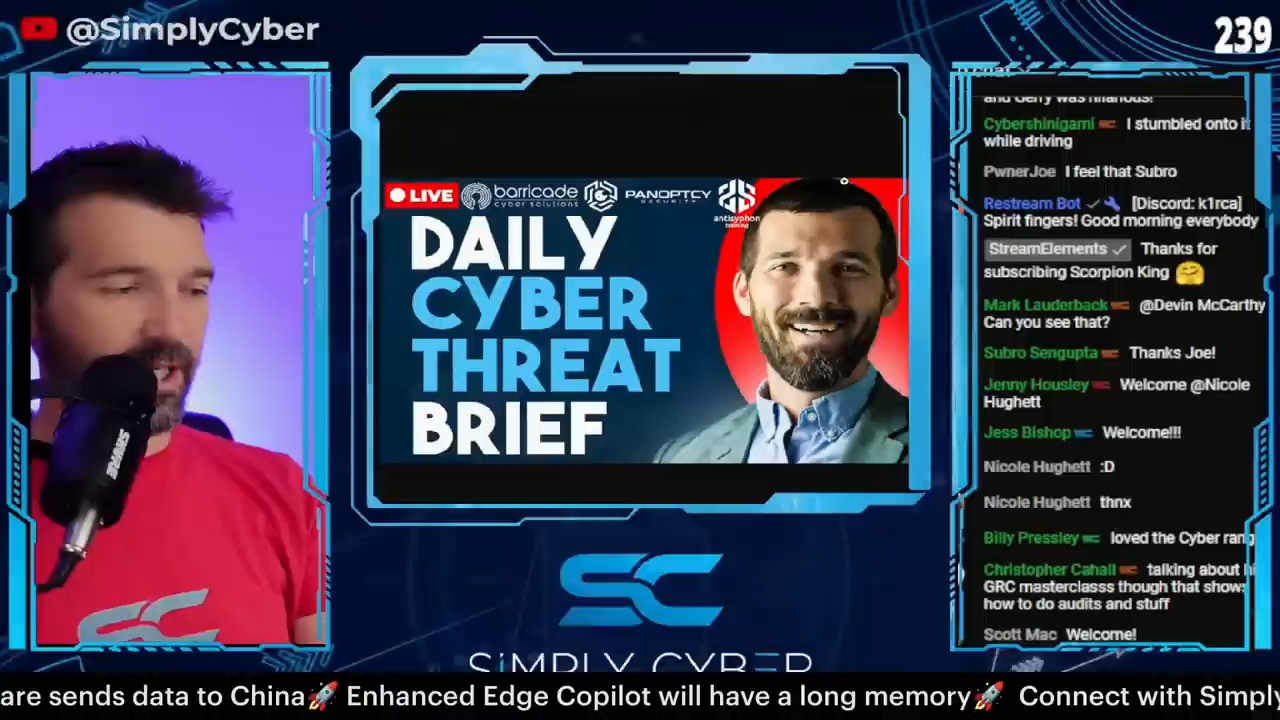 @SimplyCyber
239
LIVE
barricade
cyber solutions
PANOPTCY
SECURITY
antisyphon
training
DAILY
CYBER
THREAT
BRIEF
and Gerry was hilarious!
Cybershinigami I stumbled onto it
while driving
PwnerJoe I feel that Subro
Restream Bot [Discord: k1rca]
Spirit fingers! Good morning everybody
StreamElements Thanks for
subscribing Scorpion King
Mark Lauderback @Devin McCarthy
Can you see that?
Subro Sengupta Thanks Joe!
Jenny Housley Welcome @Nicole
Hughett
Jess Bishop Welcome!!!
Nicole Hughett :D
Nicole Hughett thnx
Billy Pressley loved the Cyber rang
Christopher Cahall talking about
GRC masterclasss though that shows
how to do audits and stuff
Scott Mac Welcome!
SC
SC
SIMPLY CYBER
are sends data to China🚀 Enhanced Edge Copilot will have a long memory🚀 Connect with Simply